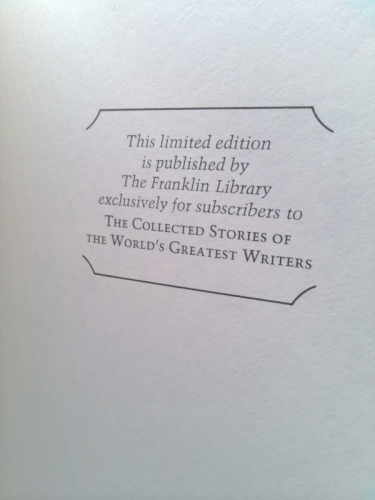 This limited edition
is published by
The Franklin Library
exclusively for subscribers to
THE COLLECTED STORIES OF
THE WORLD'S GREATEST WRITERS